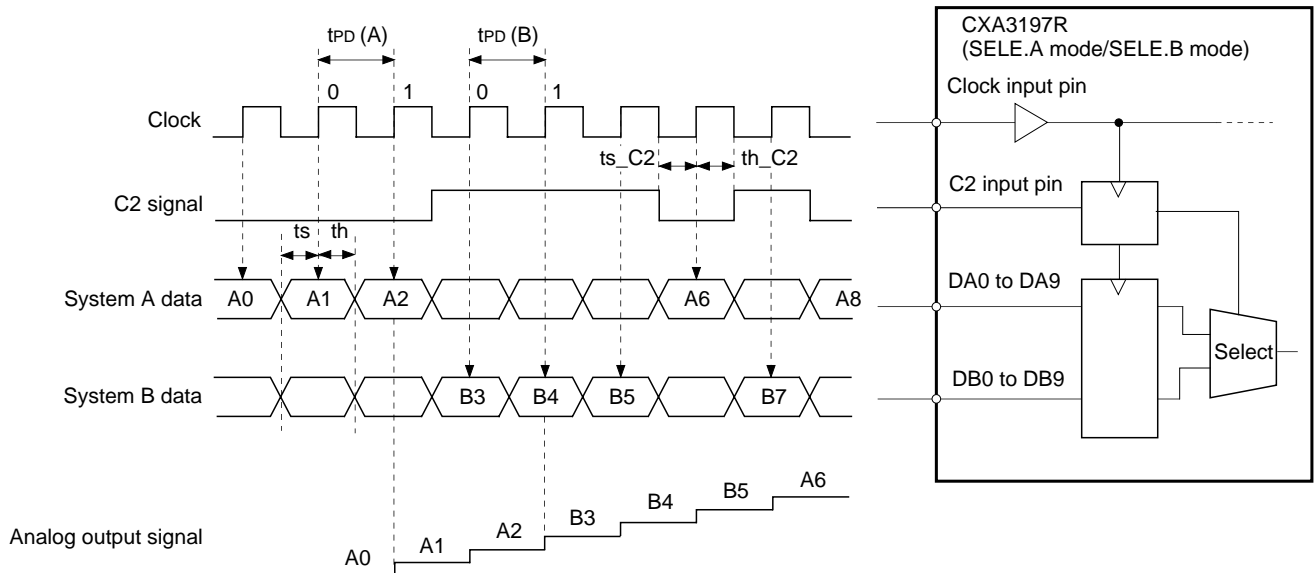 tPD (A)
tPD (B)
0
1
0
1
Clock
ts_C2
th_C2
C2 signal
ts
th
System A data
A0
A1
A2
A6
A8
System B data
B3
B4
B5
B7
Analog output signal
A0
A1
A2
B3
B4
B5
A6
CXA3197R
(SELE.A mode/SELE.B mode)
Clock input pin
C2 input pin
DA0 to DA9
Select
DB0 to DB9